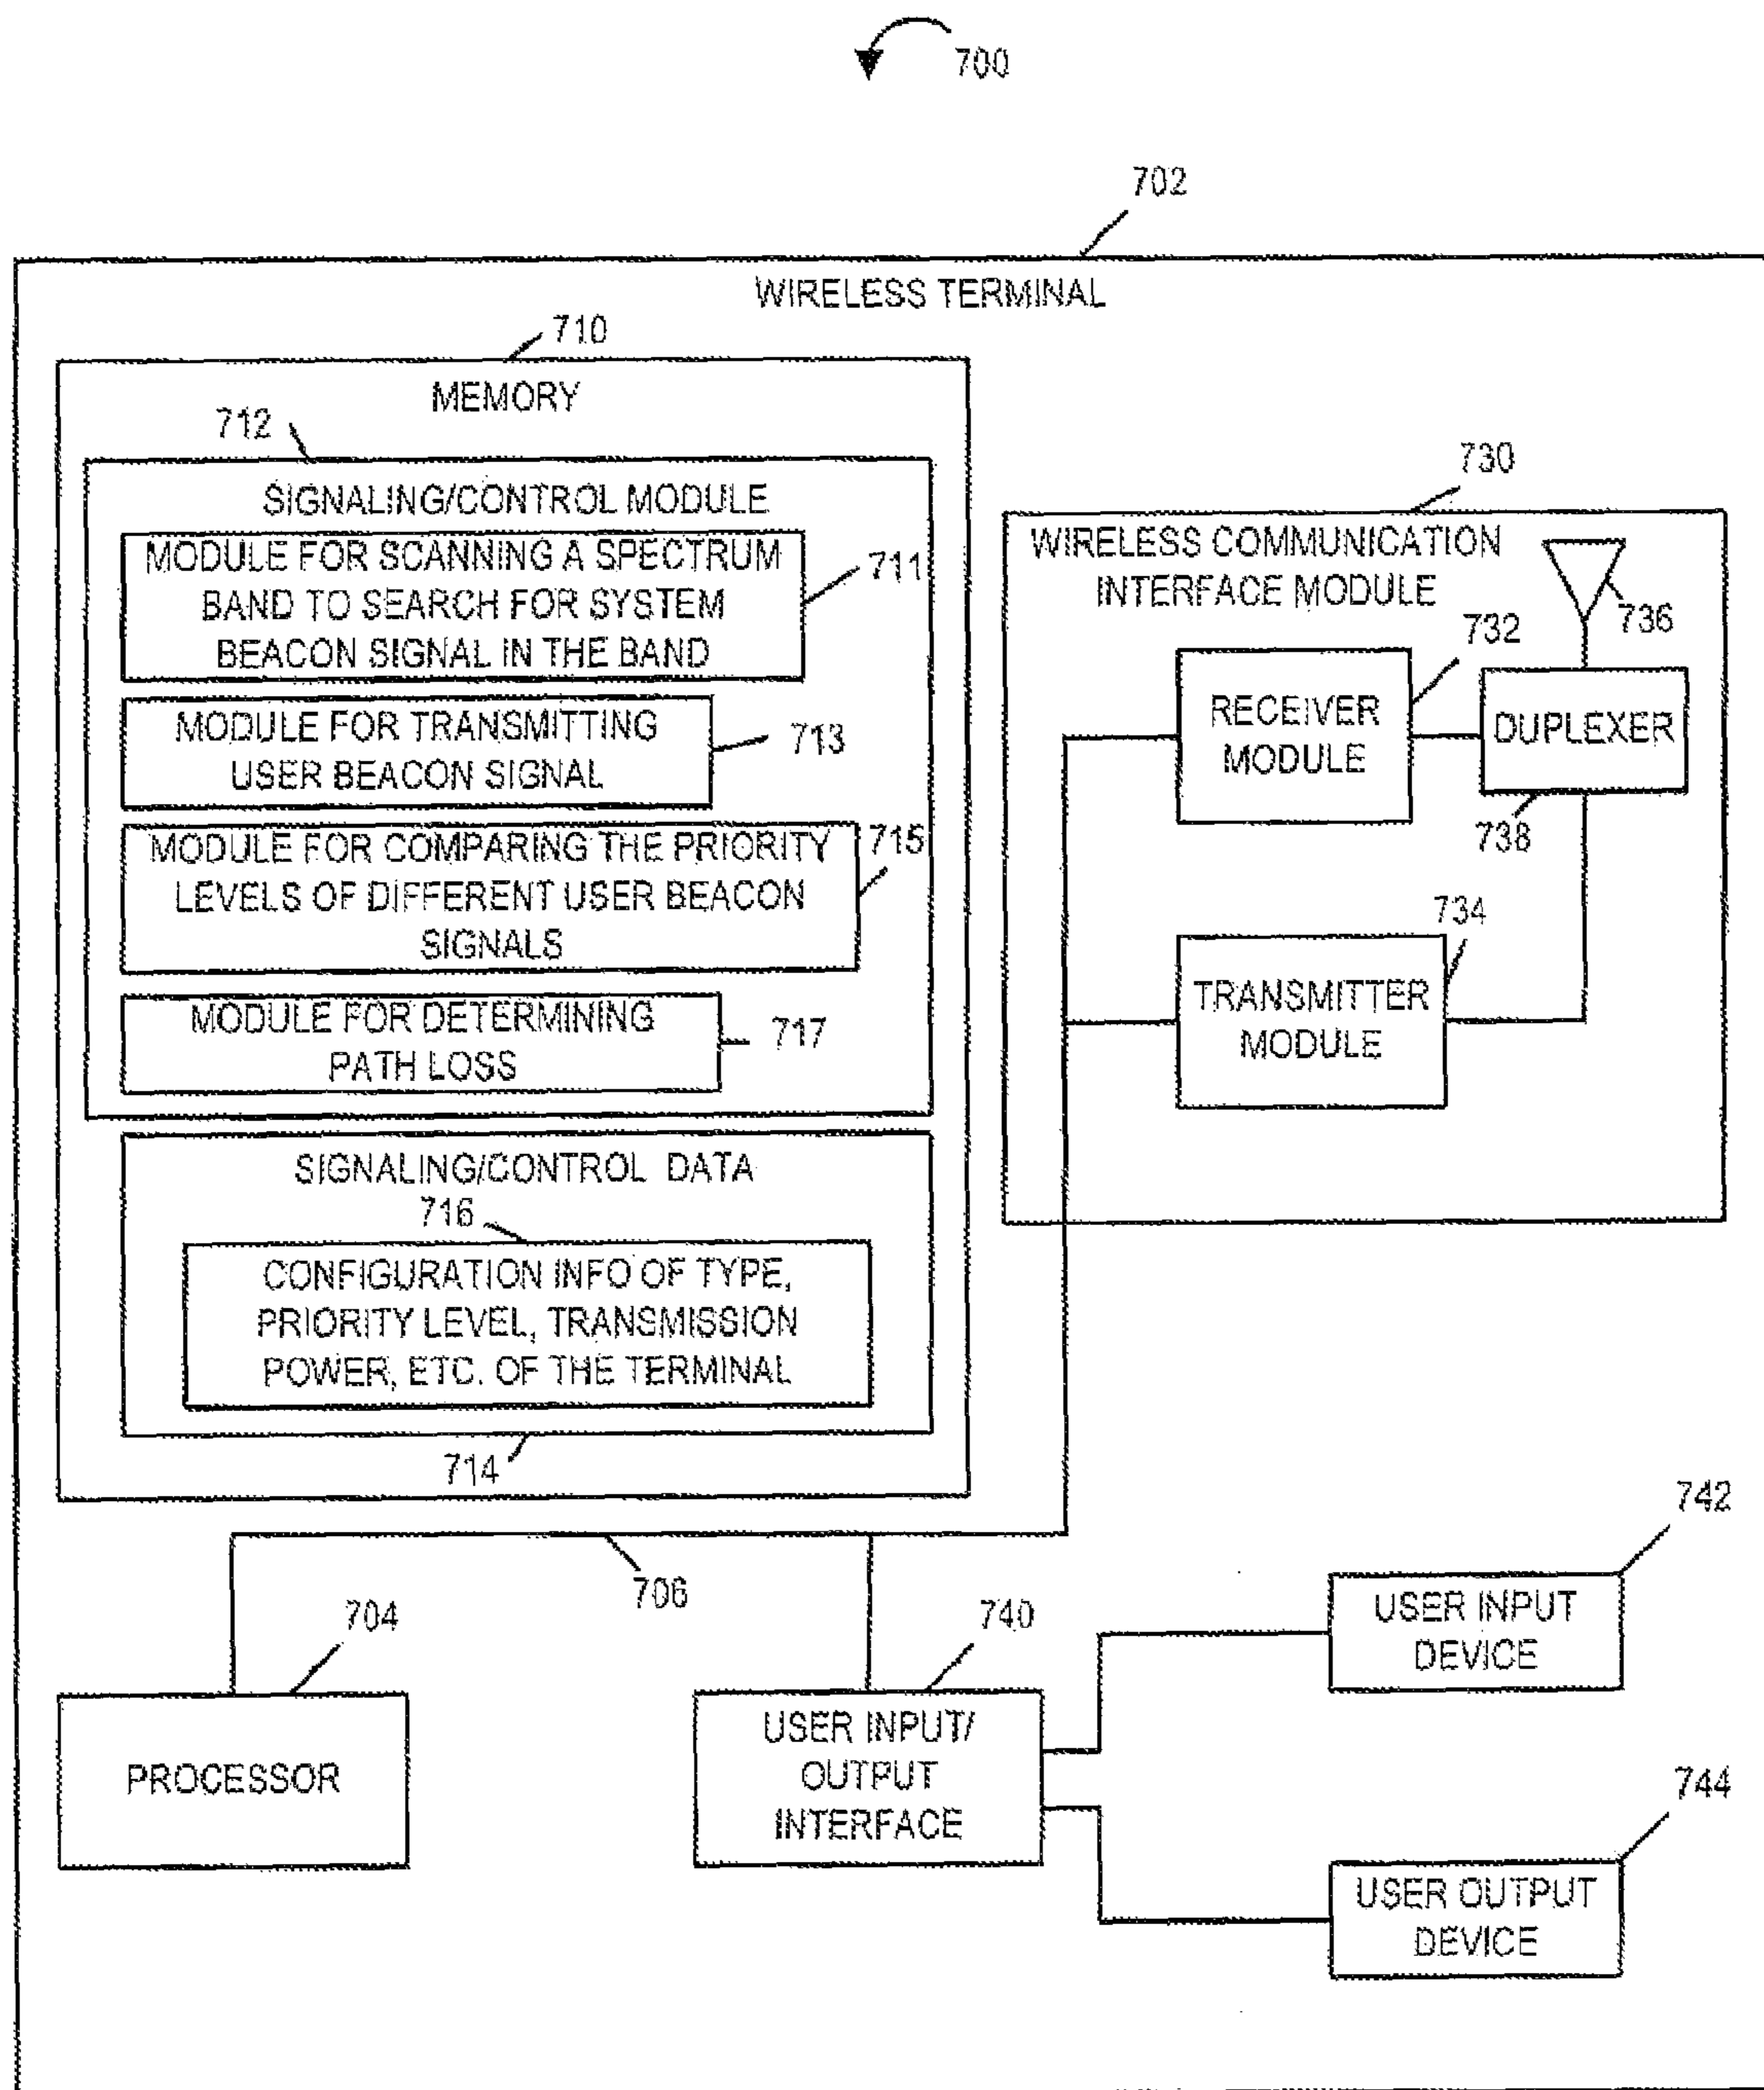 700
702
WIRELESS TERMINAL
710
MEMORY
712
SIGNALING/CONTROL MODULE
MODULE FOR SCANNING A SPECTRUM
BAND TO SEARCH FOR SYSTEM
BEACON SIGNAL IN THE BAND
711
MODULE FOR TRANSMITTING
USER BEACON SIGNAL
713
MODULE FOR COMPARING THE PRIORITY
LEVELS OF DIFFERENT USER BEACON
SIGNALS
715
MODULE FOR DETERMINING
PATH LOSS
717
SIGNALING/CONTROL DATA
716
CONFIGURATION INFO OF TYPE,
PRIORITY LEVEL, TRANSMISSION
POWER, ETC. OF THE TERMINAL
714
730
WIRELESS COMMUNICATION
INTERFACE MODULE
736
732
RECEIVER
MODULE
DUPLEXER
738
734
TRANSMITTER
MODULE
706
704
PROCESSOR
740
USER INPUT/
OUTPUT
INTERFACE
742
USER INPUT
DEVICE
744
USER OUTPUT
DEVICE